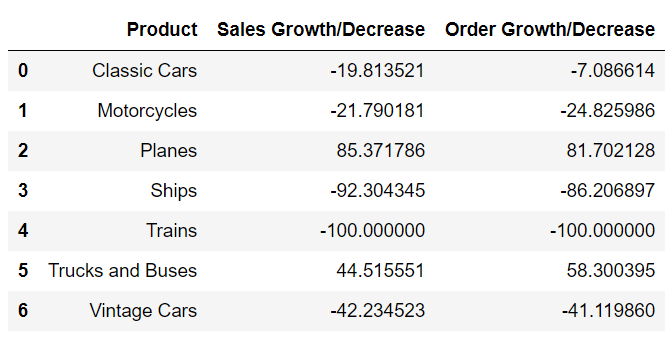 Product Sales Growth/Decrease Order Growth/Decrease
0 Classic Cars -19.813521 -7.086614
1 Motorcycles -21.790181 -24.825986
2 Planes 85.371786 81.702128
3 Ships -92.304345 -86.206897
4 Trains -100.000000 -100.000000
5 Trucks and Buses 44.515551 58.300395
6 Vintage Cars -42.234523 -41.119860